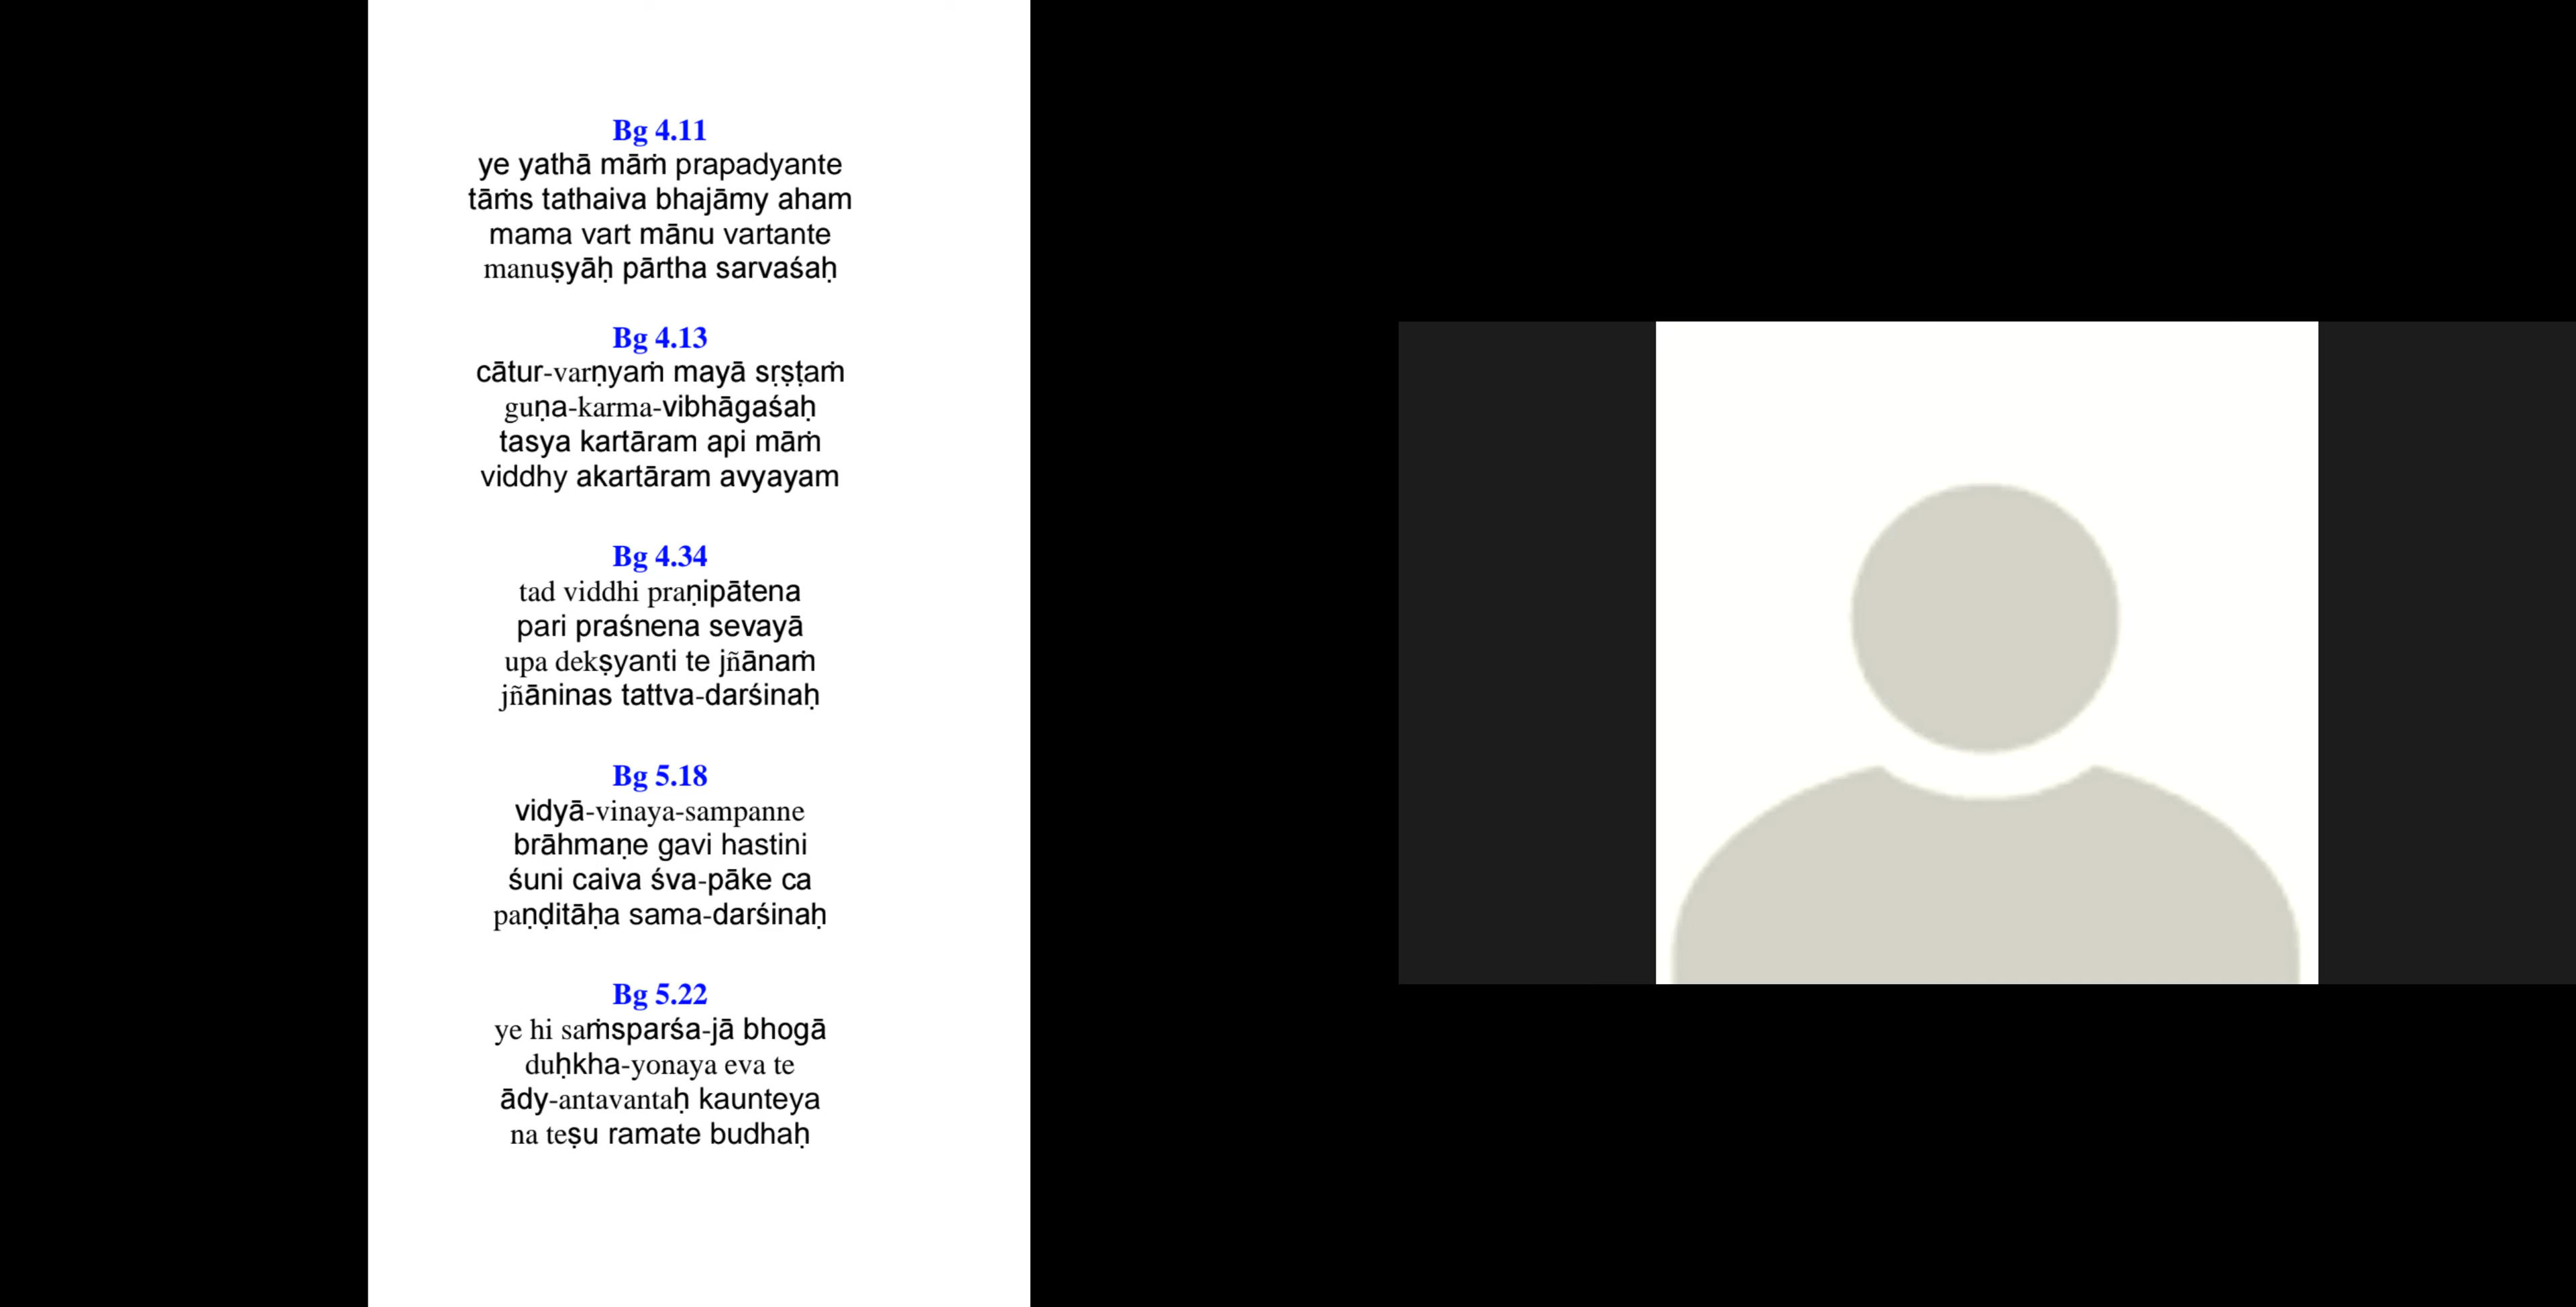 Bg 4.11
ye yathā māṁ prapadyante
tāṁs tathaiva bhajāmy aham
mama vart mānu vartante
manuṣyāḥ pārtha sarvaśaḥ
Bg 4.13
cātur-varṇyaṁ mayā sṛṣṭaṁ
guṇa-karma-vibhāgaśaḥ
tasya kartāram api māṁ
viddhy akartāram avyayam
Bg 4.34
tad viddhi praṇipātena
pari praśnena sevayā
upa dekṣyanti te jñānaṁ
jñāninas tattva-darśinaḥ
Bg 5.18
vidyā-vinaya-sampanne
brāhmaṇe gavi hastini
śuni caiva śva-pāke ca
paṇḍitāḥa sama-darśinaḥ
Bg 5.22
ye hi saṁsparśa-jā bhogā
duḥkha-yonaya eva te
ādy-antavantaḥ kaunteya
na teṣu ramate budhaḥ